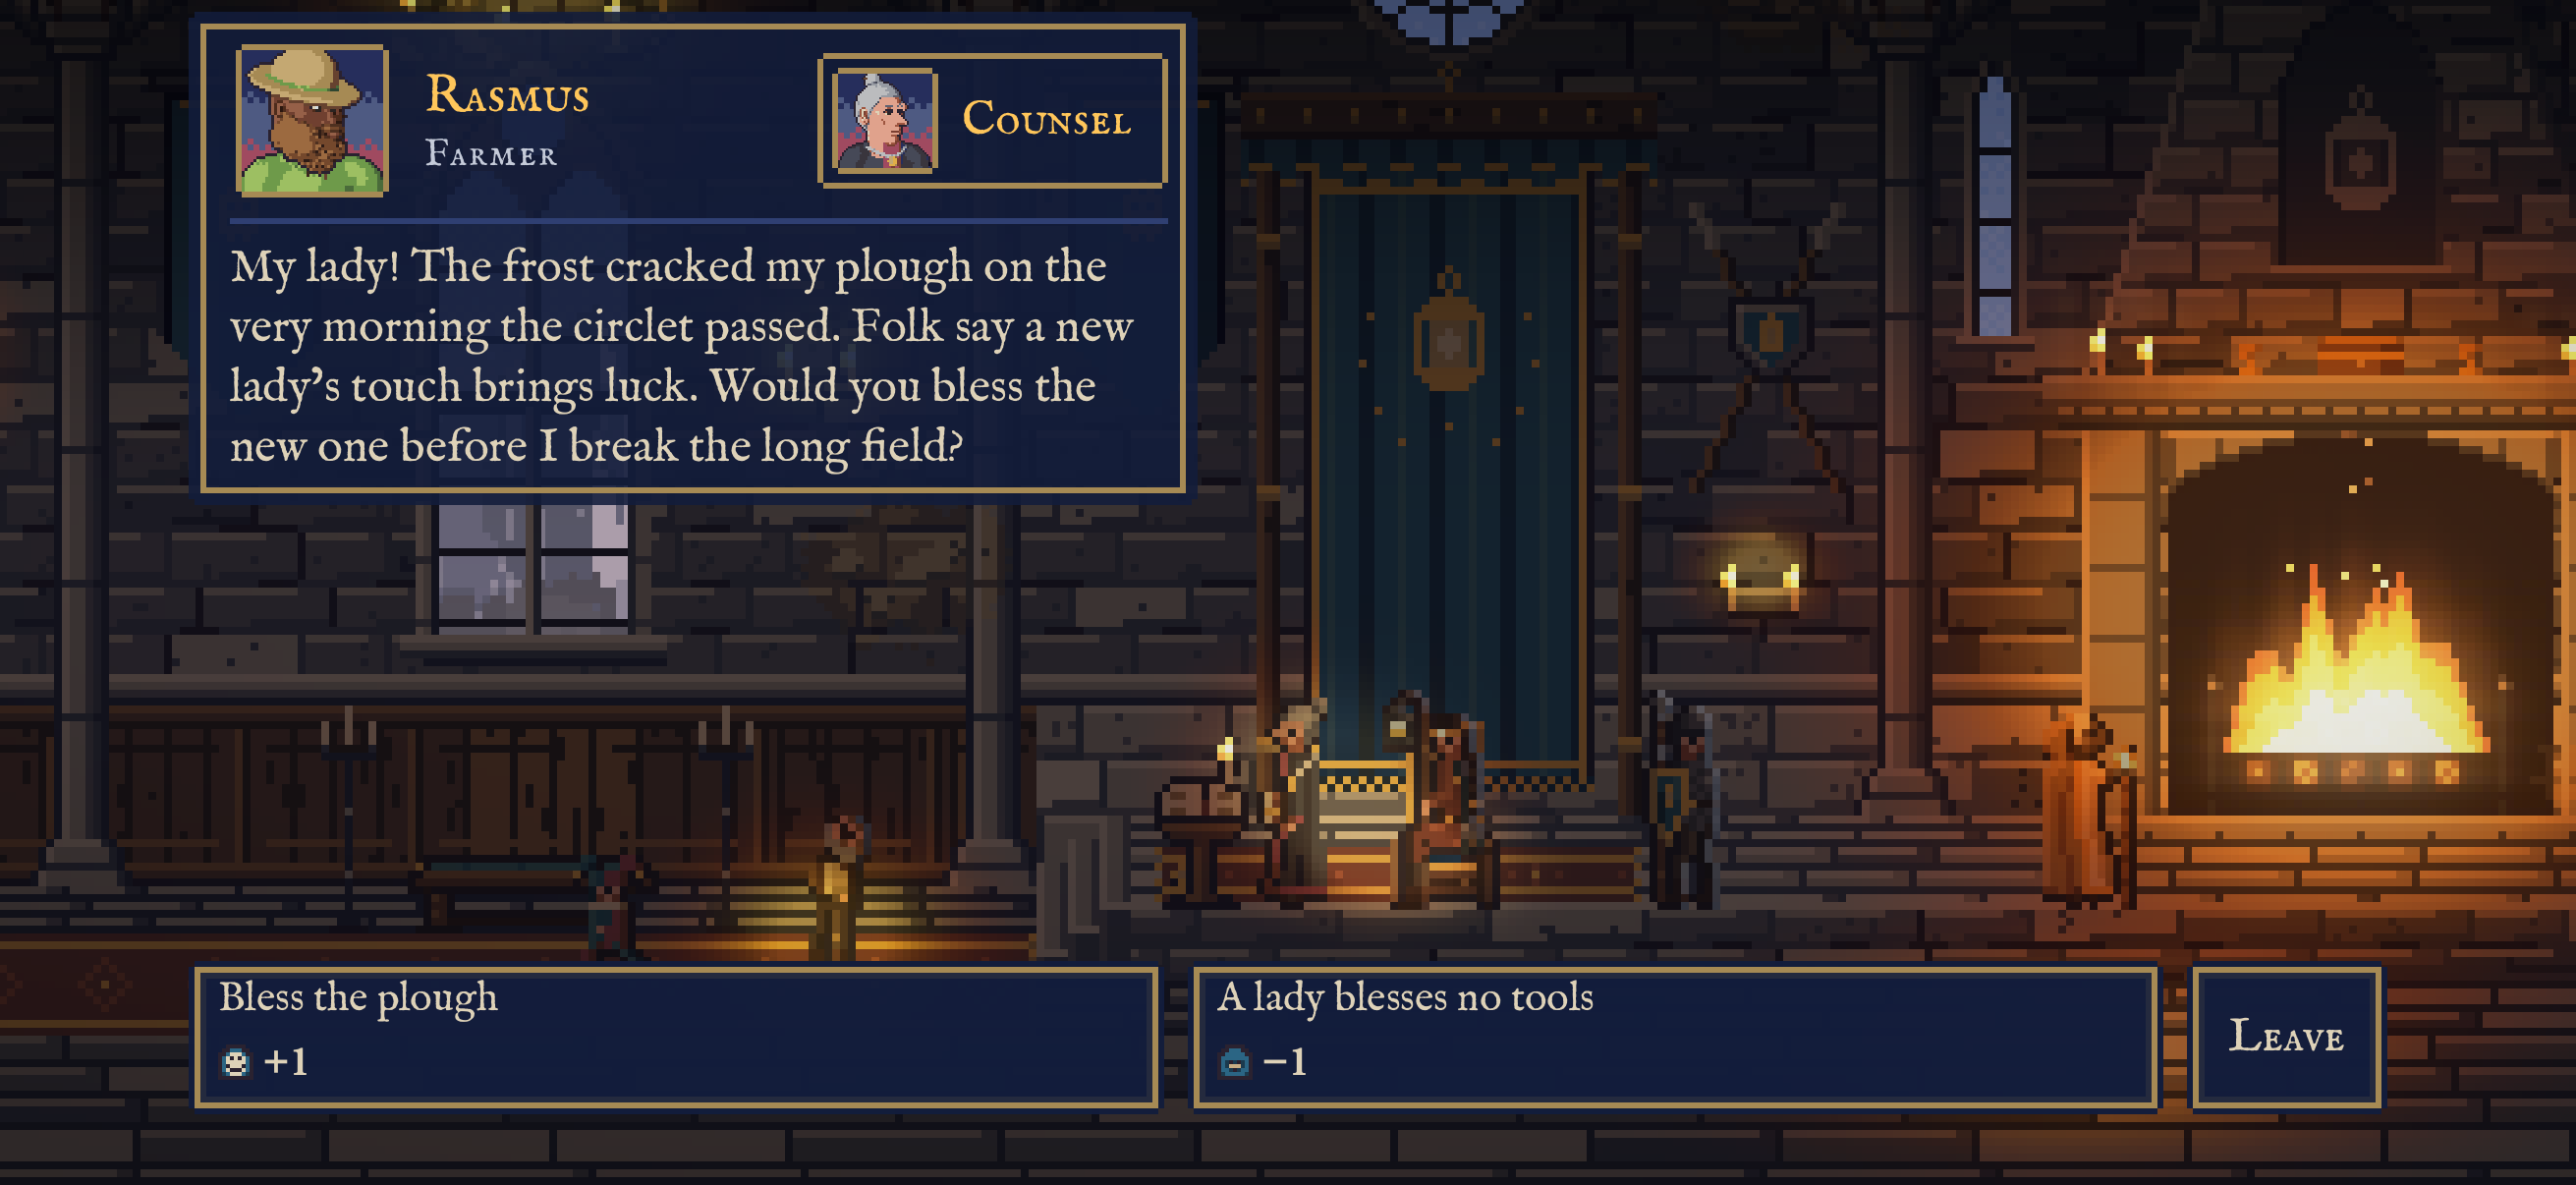 Rasmus
Farmer
Counsel
My lady! The frost cracked my plough on the
very morning the circlet passed. Folk say a new
lady’s touch brings luck. Would you bless the
new one before I break the long field?
Bless the plough
+1
A lady blesses no tools
−1
Leave